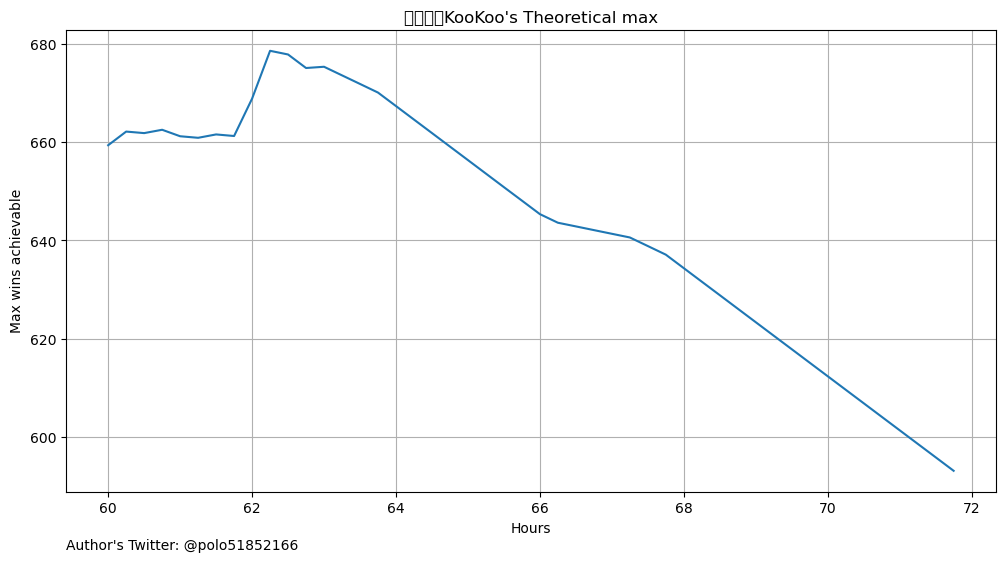 KooKoo's Theoretical max
680
660
640
620
600
Max wins achievable
60 62 64 66 68 70 72
Hours
Author's Twitter: @polo51852166